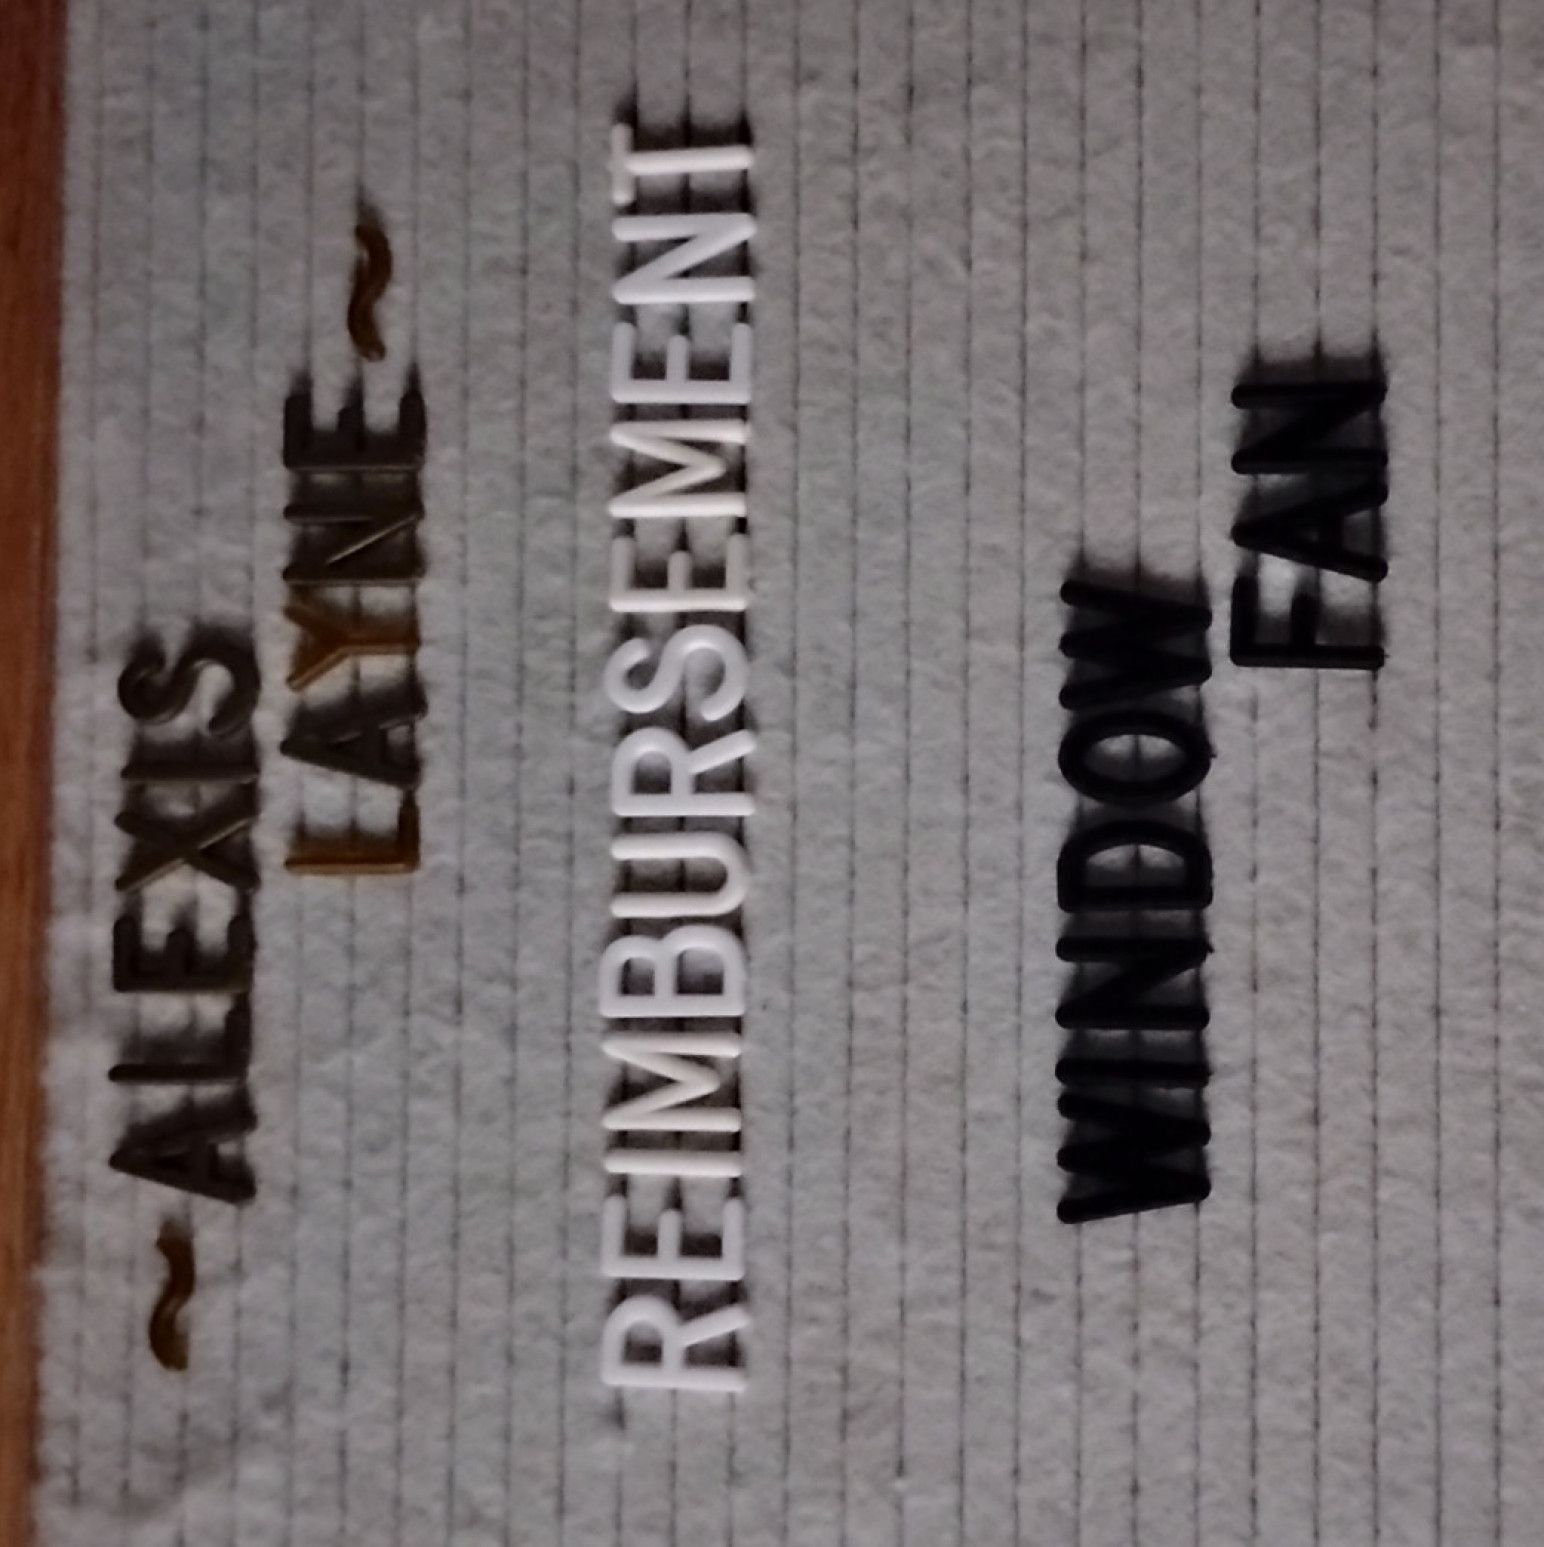 ~ALEXIS
LAYNE~
REIMBURSEMENT
WINDOW
FAN